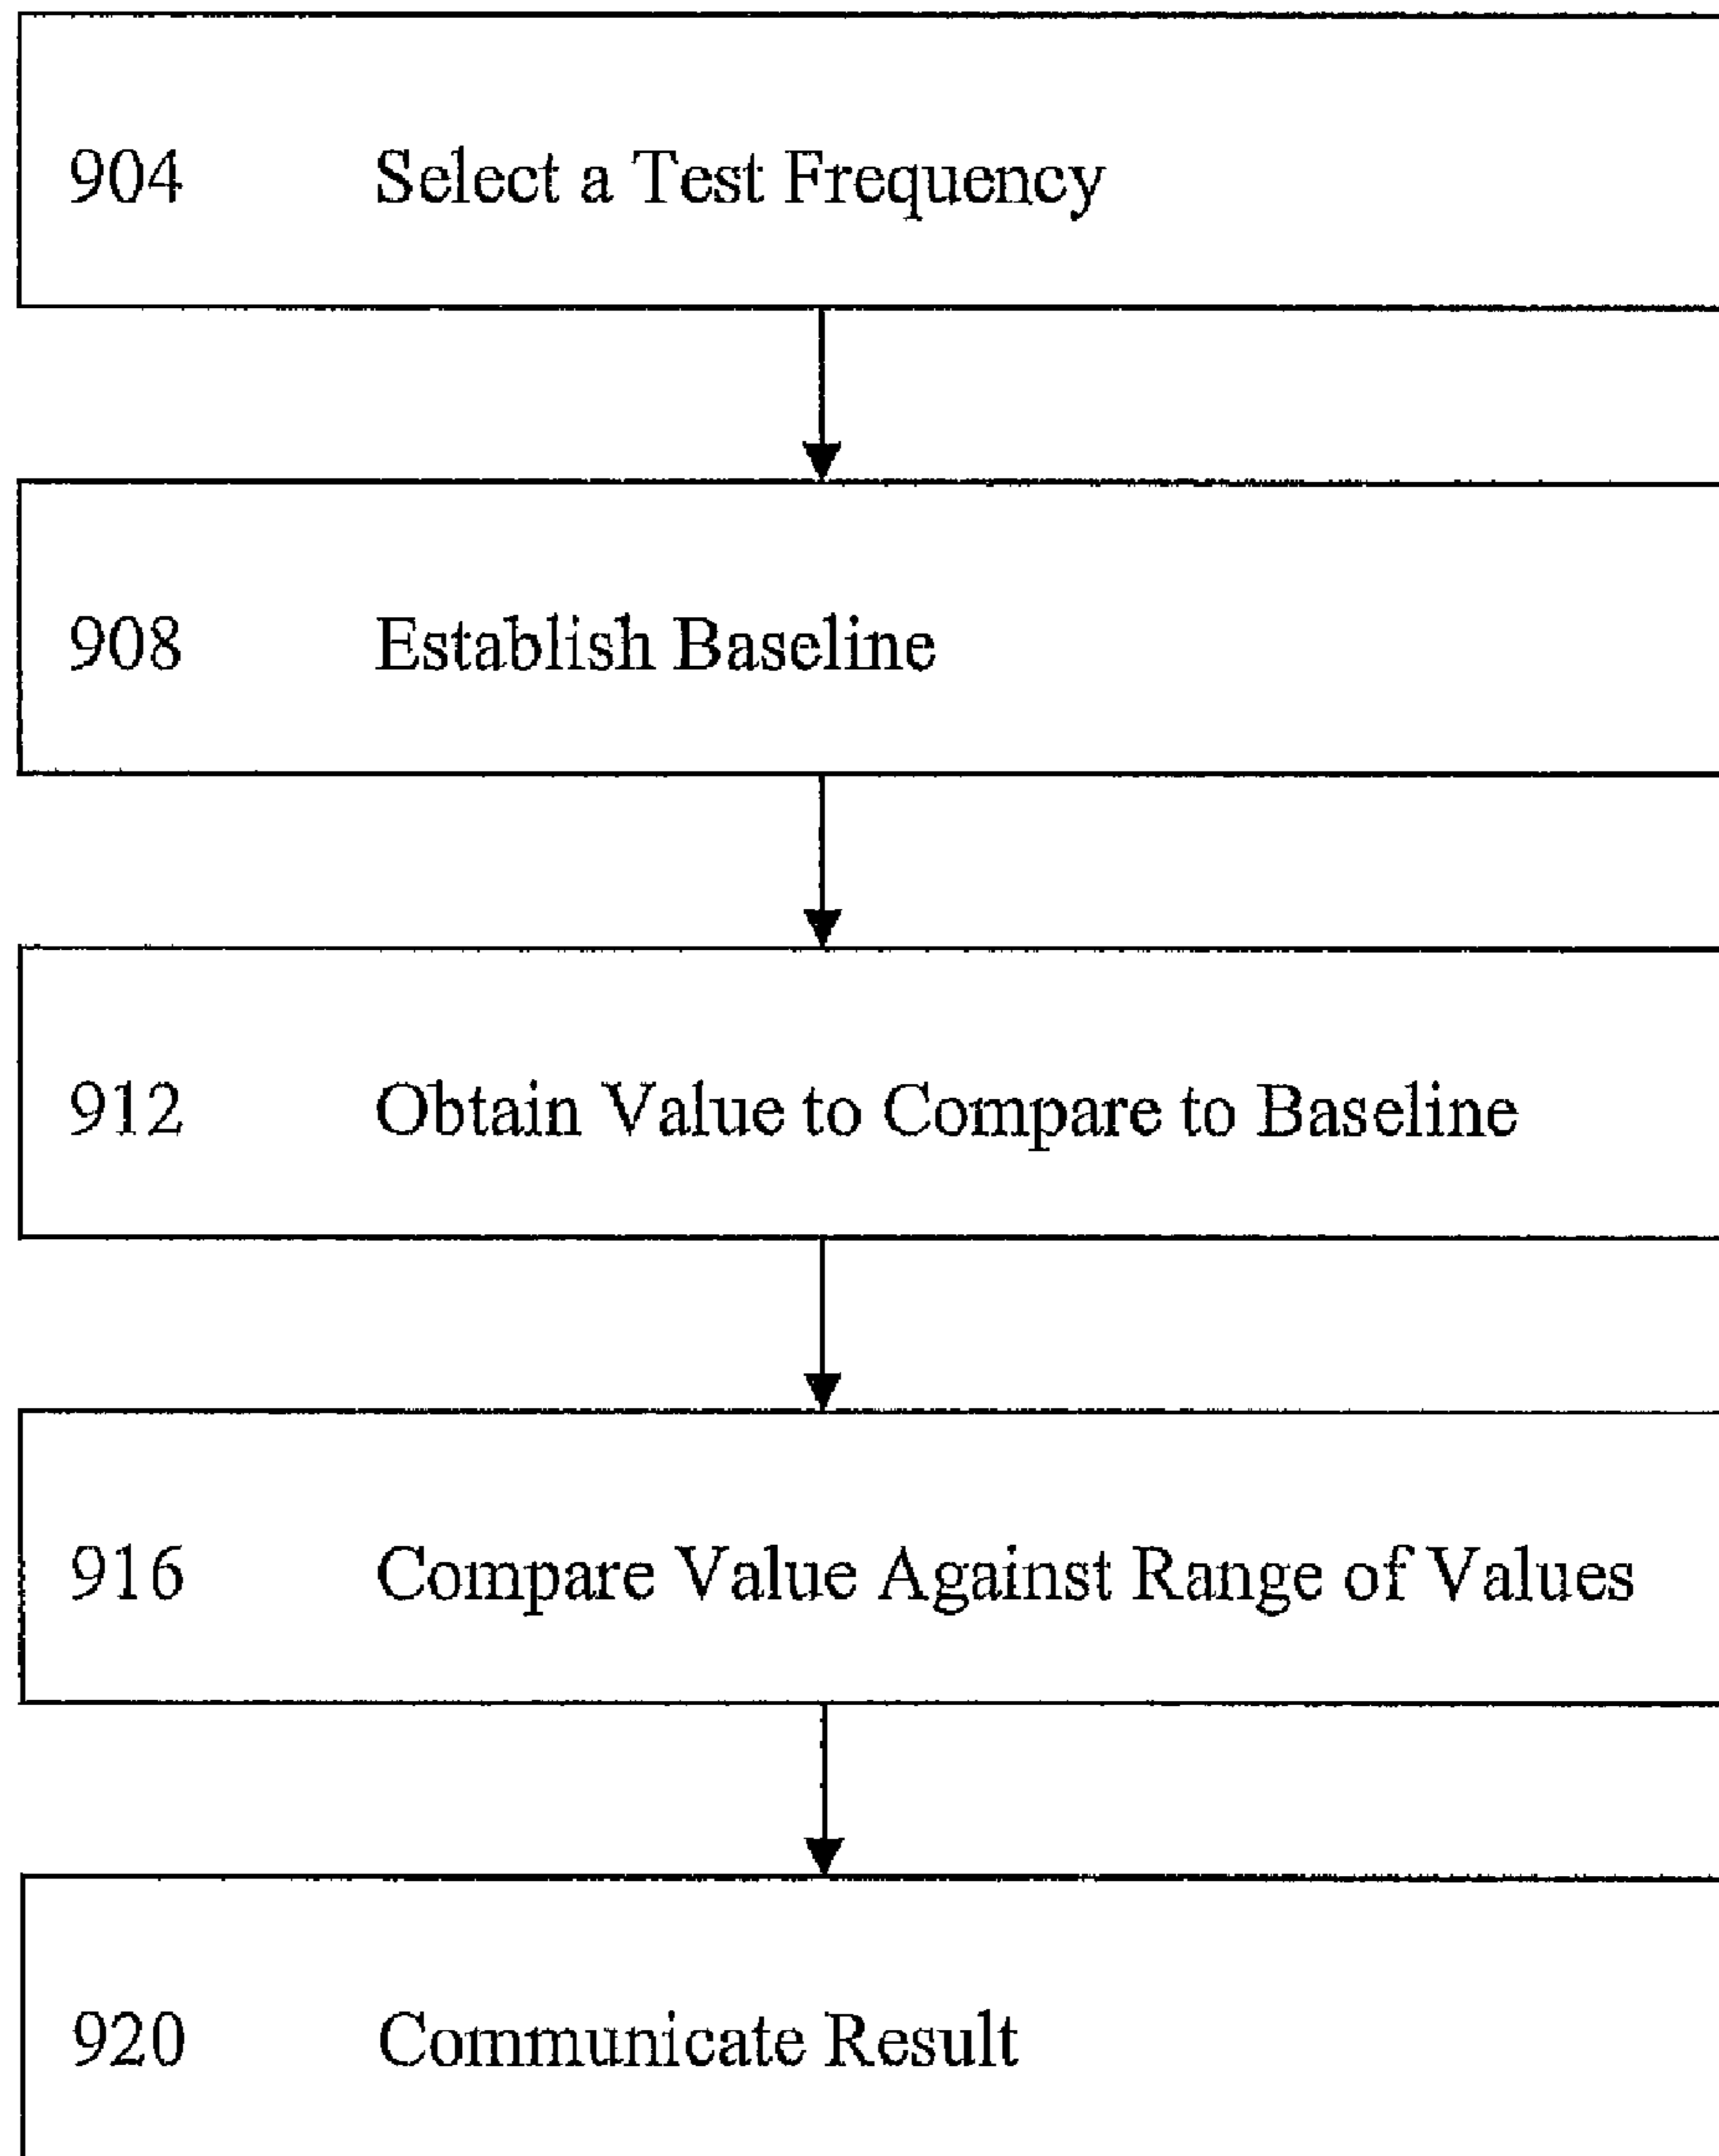 904 Select a Test Frequency
908 Establish Baseline
912 Obtain Value to Compare to Baseline
916 Compare Value Against Range of Values
920 Communicate Result